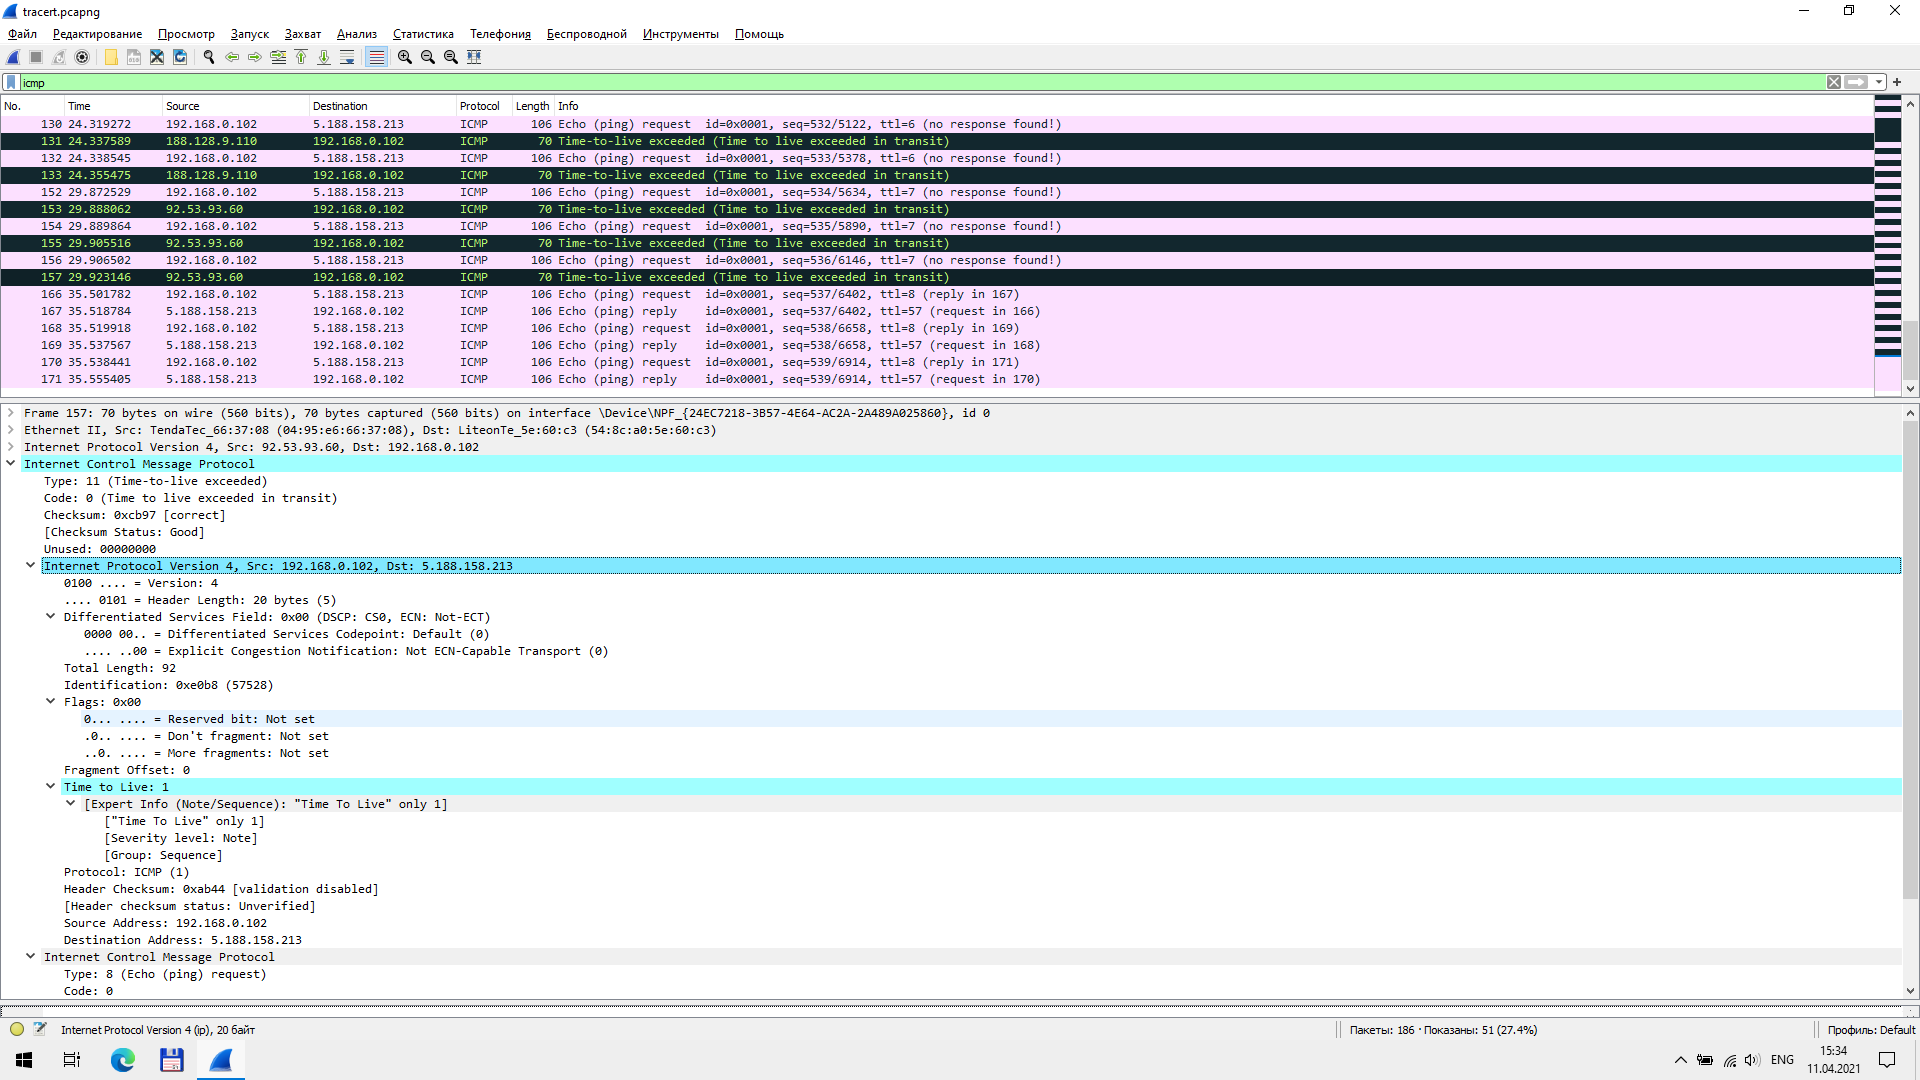 tracert.pcapng
Файл Редактирование Просмотр Запуск Захват Анализ Статистика Телефония Беспроводной Инструменты Помощь
icmp
No. Time Source Destination Protocol Length Info
130 24.319272 192.168.0.102 5.188.158.213 ICMP 106 Echo (ping) request id=0x0001, seq=532/5122, ttl=6 (no response found!)
131 24.337589 188.128.9.110 192.168.0.102 ICMP 70 Time-to-live exceeded (Time to live exceeded in transit)
132 24.338545 192.168.0.102 5.188.158.213 ICMP 106 Echo (ping) request id=0x0001, seq=533/5378, ttl=6 (no response found!)
133 24.355475 188.128.9.110 192.168.0.102 ICMP 70 Time-to-live exceeded (Time to live exceeded in transit)
152 29.872529 192.168.0.102 5.188.158.213 ICMP 106 Echo (ping) request id=0x0001, seq=534/5634, ttl=7 (no response found!)
153 29.888062 92.53.93.60 192.168.0.102 ICMP 70 Time-to-live exceeded (Time to live exceeded in transit)
154 29.889864 192.168.0.102 5.188.158.213 ICMP 106 Echo (ping) request id=0x0001, seq=535/5890, ttl=7 (no response found!)
155 29.905516 92.53.93.60 192.168.0.102 ICMP 70 Time-to-live exceeded (Time to live exceeded in transit)
156 29.906502 192.168.0.102 5.188.158.213 ICMP 106 Echo (ping) request id=0x0001, seq=536/6146, ttl=7 (no response found!)
157 29.923146 92.53.93.60 192.168.0.102 ICMP 70 Time-to-live exceeded (Time to live exceeded in transit)
166 35.501782 192.168.0.102 5.188.158.213 ICMP 106 Echo (ping) request id=0x0001, seq=537/6402, ttl=8 (reply in 167)
167 35.518784 5.188.158.213 192.168.0.102 ICMP 106 Echo (ping) reply id=0x0001, seq=537/6402, ttl=57 (request in 166)
168 35.519918 192.168.0.102 5.188.158.213 ICMP 106 Echo (ping) request id=0x0001, seq=538/6658, ttl=8 (reply in 169)
169 35.537567 5.188.158.213 192.168.0.102 ICMP 106 Echo (ping) reply id=0x0001, seq=538/6658, ttl=57 (request in 168)
170 35.538441 192.168.0.102 5.188.158.213 ICMP 106 Echo (ping) request id=0x0001, seq=539/6914, ttl=8 (reply in 171)
171 35.555405 5.188.158.213 192.168.0.102 ICMP 106 Echo (ping) reply id=0x0001, seq=539/6914, ttl=57 (request in 170)
Frame 157: 70 bytes on wire (560 bits), 70 bytes captured (560 bits) on interface \Device\NPF_{24EC7218-3B57-4E64-AC2A-2A489A025860}, id 0
Ethernet II, Src: TendaTec_66:37:08 (04:95:e6:66:37:08), Dst: LiteonTe_5e:60:c3 (54:8c:a0:5e:60:c3)
Internet Protocol Version 4, Src: 92.53.93.60, Dst: 192.168.0.102
Internet Control Message Protocol
Type: 11 (Time-to-live exceeded)
Code: 0 (Time to live exceeded in transit)
Checksum: 0xcb97 [correct]
[Checksum Status: Good]
Unused: 00000000
Internet Protocol Version 4, Src: 192.168.0.102, Dst: 5.188.158.213
0100 .... = Version: 4
.... 0101 = Header Length: 20 bytes (5)
Differentiated Services Field: 0x00 (DSCP: CS0, ECN: Not-ECT)
0000 00.. = Differentiated Services Codepoint: Default (0)
.... ..00 = Explicit Congestion Notification: Not ECN-Capable Transport (0)
Total Length: 92
Identification: 0xe0b8 (57528)
Flags: 0x00
0... .... = Reserved bit: Not set
.0.. .... = Don't fragment: Not set
..0. .... = More fragments: Not set
Fragment Offset: 0
Time to Live: 1
[Expert Info (Note/Sequence): "Time To Live" only 1]
["Time To Live" only 1]
[Severity level: Note]
[Group: Sequence]
Protocol: ICMP (1)
Header Checksum: 0xab44 [validation disabled]
[Header checksum status: Unverified]
Source Address: 192.168.0.102
Destination Address: 5.188.158.213
Internet Control Message Protocol
Type: 8 (Echo (ping) request)
Code: 0
Internet Protocol Version 4 (ip), 20 байт
Пакеты: 186 · Показаны: 51 (27.4%)
Профиль: Default
ENG
15:34
11.04.2021